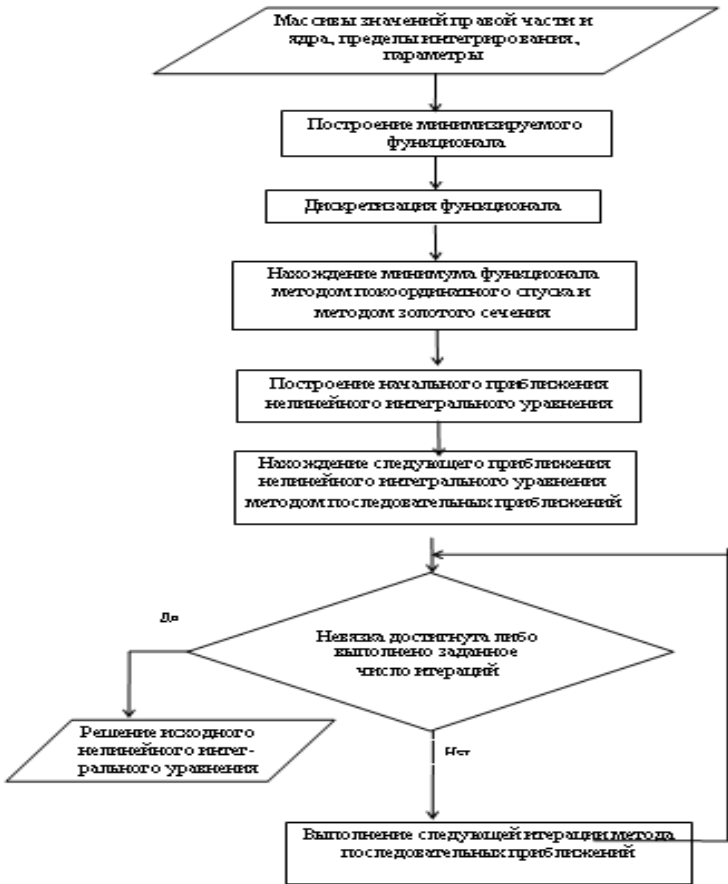 Массивы значений правой части и
ядра, пределы интегрирования,
параметры
Построение минимизируемого
функционала
Дискретизация функционала
Нахождение минимума функционала
методом покоординатного спуска и
методом золотого сечения
Построение начального приближения
нелинейного интегрального уравнения
Нахождение следующего приближения
нелинейного интегрального уравнения
методом последовательных приближений
Да
Невязка достигнута либо
выполнено заданное
число итераций
Решение исходного
нелинейного интег-
рального уравнения
Нет
Выполнение следующей итерации метода
последовательных приближений